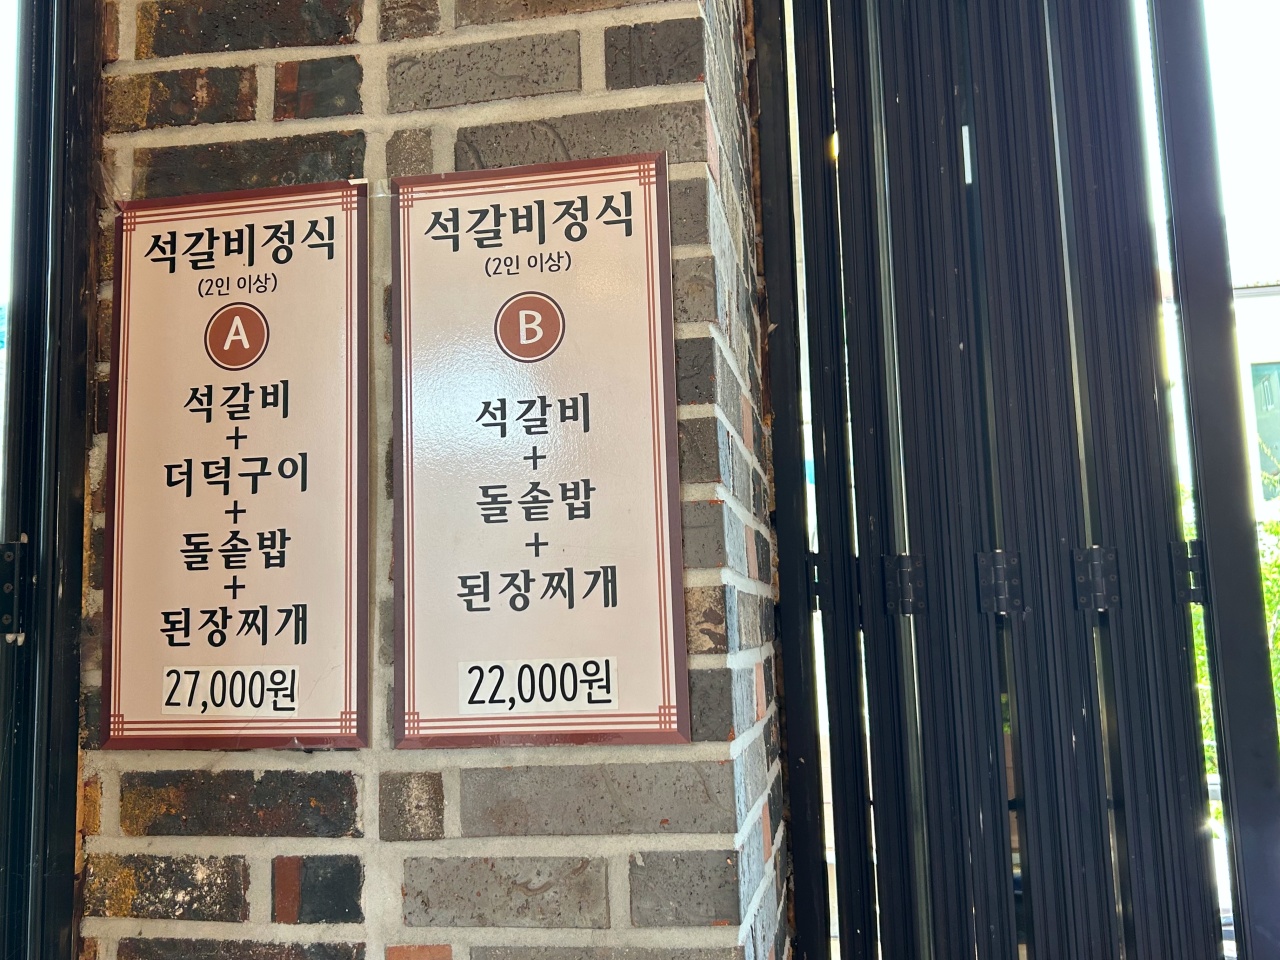 석갈비정식
(2인 이상)
A
석갈비
+
더덕구이
+
돌솥밥
+
된장찌개
27,000원
석갈비정식
(2인 이상)
B
석갈비
+
돌솥밥
+
된장찌개
22,000원